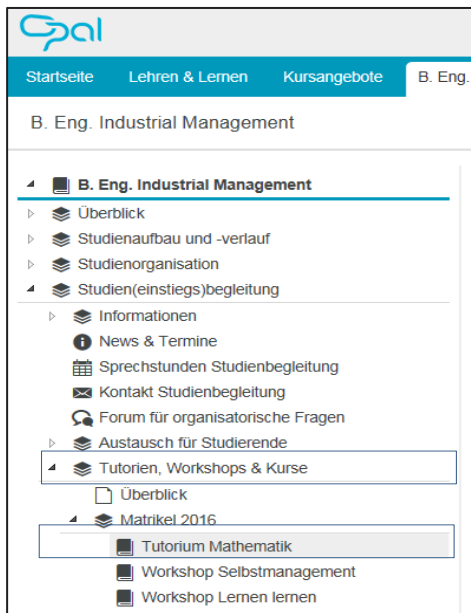 Opal
Startseite Lehren & Lernen Kursangebote B. Eng.
B. Eng. Industrial Management
B. Eng. Industrial Management
Überblick
Studienaufbau und -verlauf
Studienorganisation
Studien(einstiegs)begleitung
Informationen
News & Termine
Sprechstunden Studienbegleitung
Kontakt Studienbegleitung
Forum für organisatorische Fragen
Austausch für Studierende
Tutorien, Workshops & Kurse
Überblick
Matrikel 2016
Tutorium Mathematik
Workshop Selbstmanagement
Workshop Lernen lernen